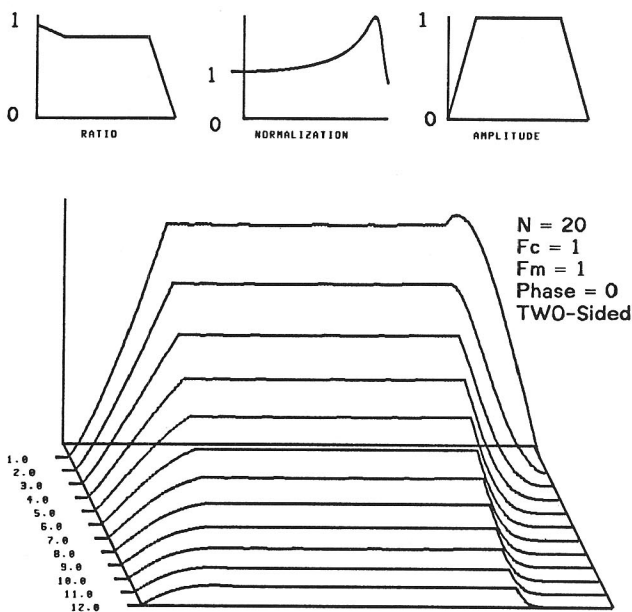 1
0
RATIO
1
0
NORMALIZATION
1
0
AMPLITUDE
N = 20
Fc = 1
Fm = 1
Phase = 0
TWO-Sided
1.0
2.0
3.0
4.0
5.0
6.0
7.0
8.0
9.0
10.0
11.0
12.0